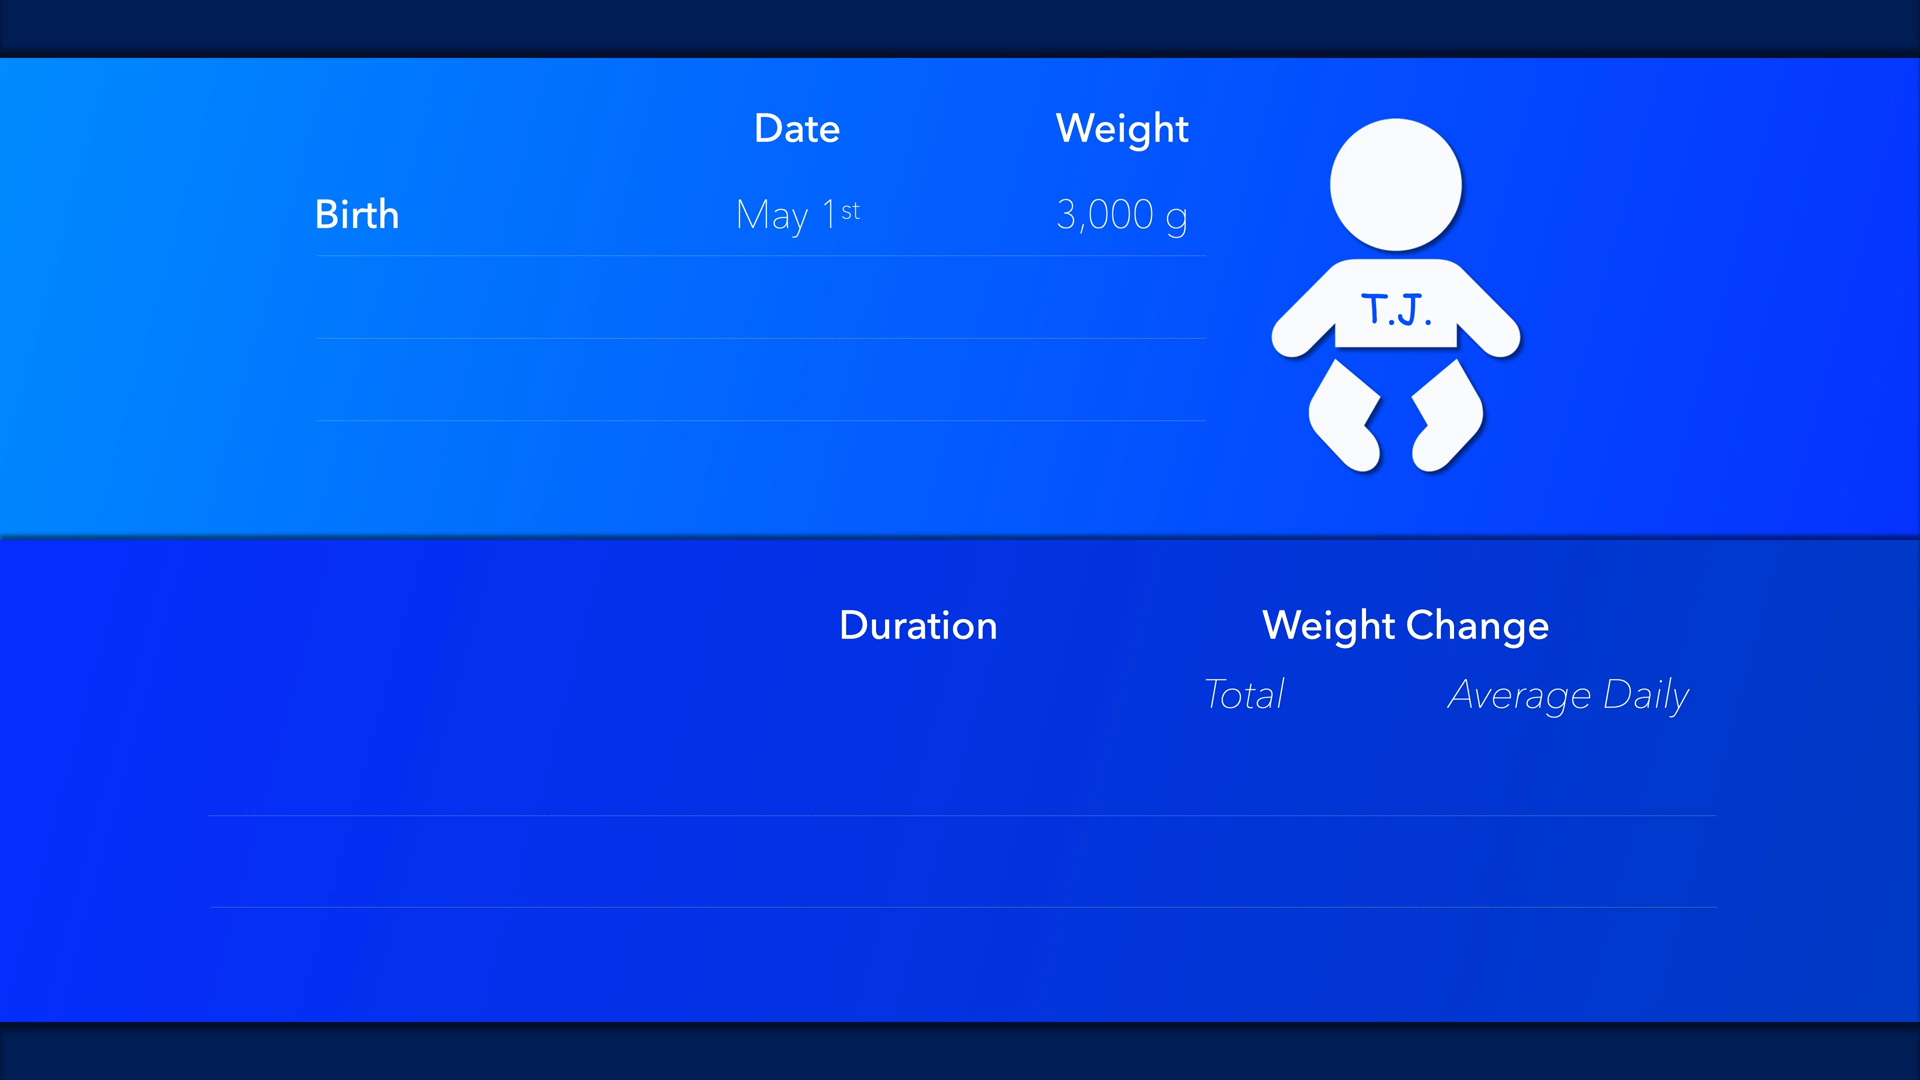 Date Weight
Birth May 1st 3,000 g
T.J.
Duration Weight Change
Total Average Daily